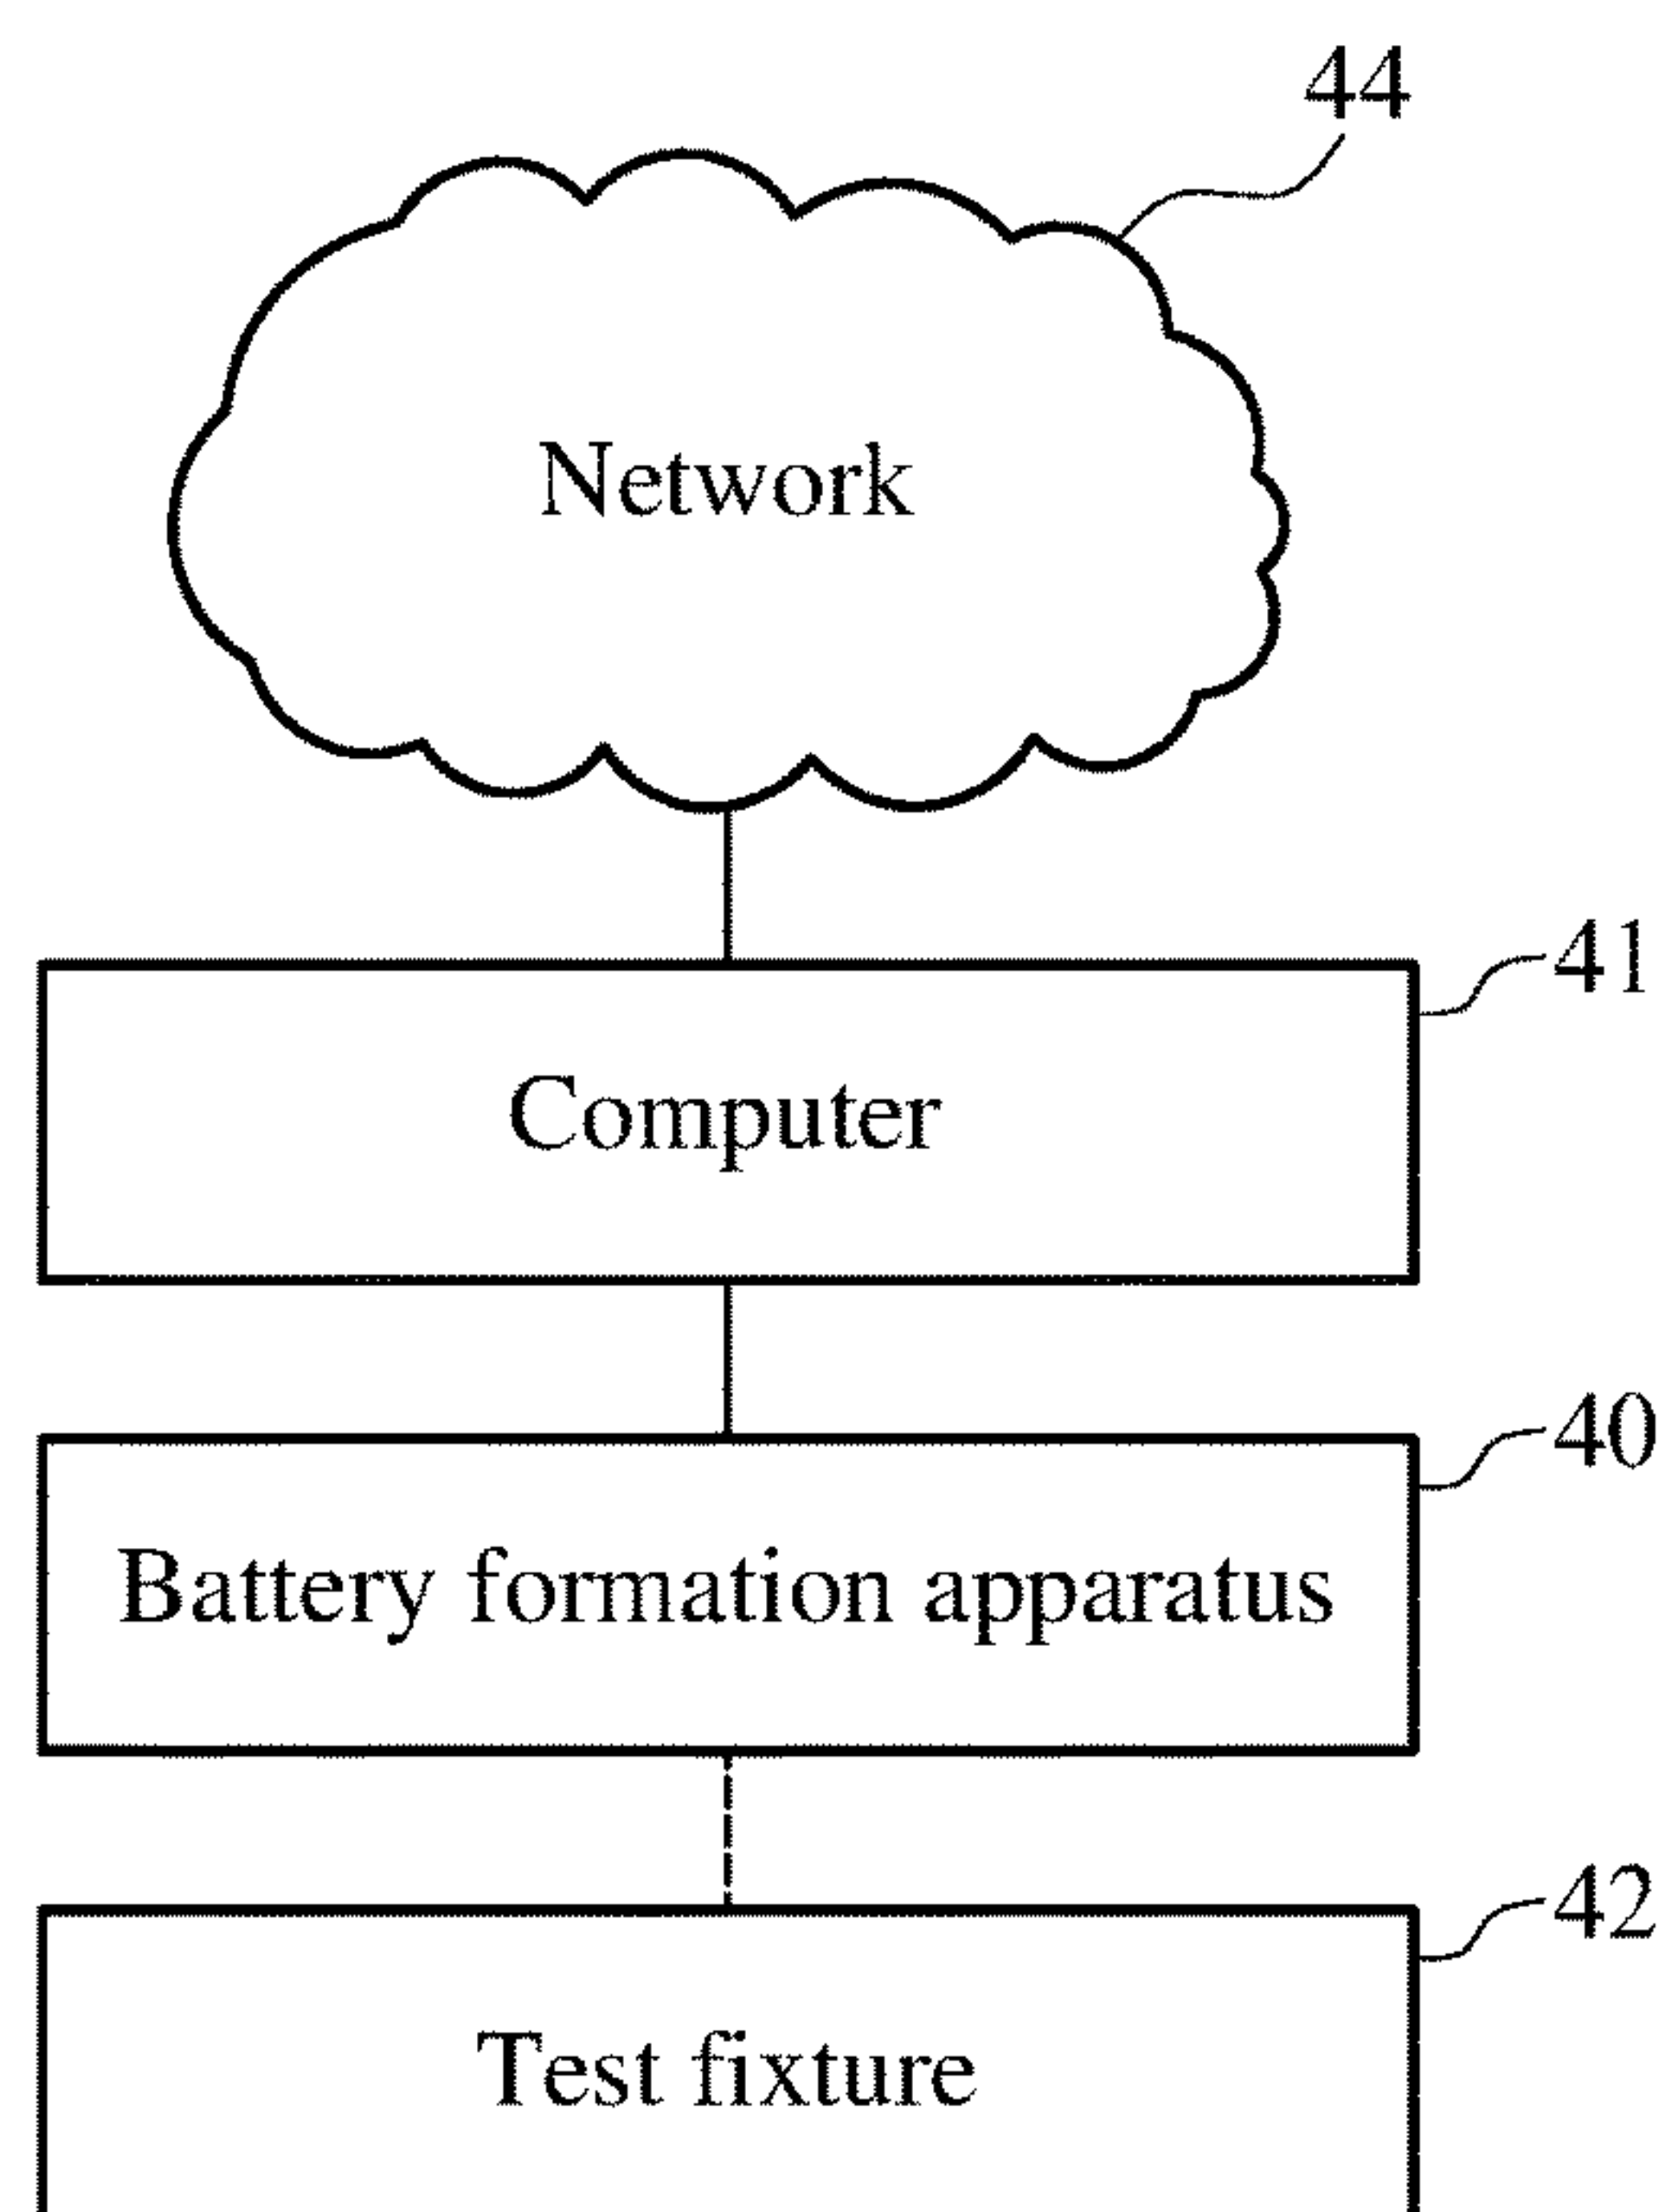 44
Network
41
Computer
40
Battery formation apparatus
42
Test fixture